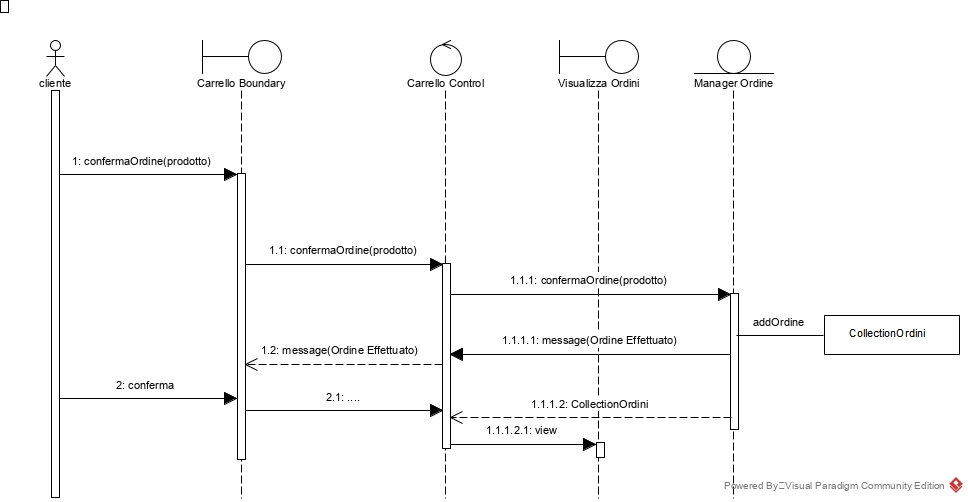 cliente
Carrello Boundary
Carrello Control
Visualizza Ordini
Manager Ordine
1: confermaOrdine(prodotto)
1.1: confermaOrdine(prodotto)
1.1.1: confermaOrdine(prodotto)
addOrdine
CollectionOrdini
1.1.1.1: message(Ordine Effettuato)
1.2: message(Ordine Effettuato)
2: conferma
2.1: ....
1.1.1.2: CollectionOrdini
1.1.1.2.1: view
Powered By Visual Paradigm Community Edition